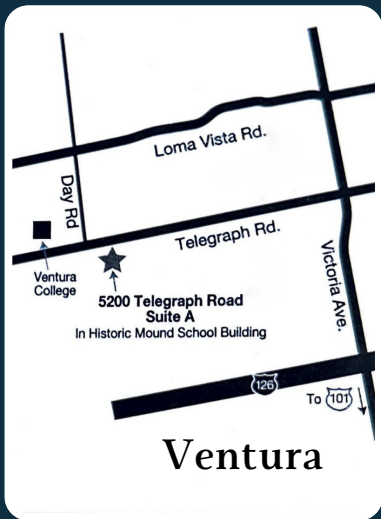 Loma Vista Rd.
Day Rd
Telegraph Rd.
Ventura
College
Victoria Ave.
5200 Telegraph Road
Suite A
In Historic Mound School Building
126
To 101
Ventura